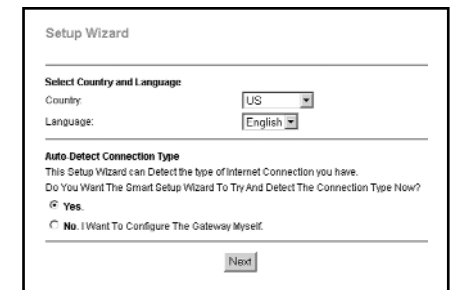 Setup Wizard
Select Country and Language
Country: US
Language: English
Auto-Detect Connection Type
This Setup Wizard can Detect the type of Internet Connection you have.
Do You Want The Smart Setup Wizard To Try And Detect The Connection Type Now?
Yes.
No. I Want To Configure The Gateway Myself.
Next